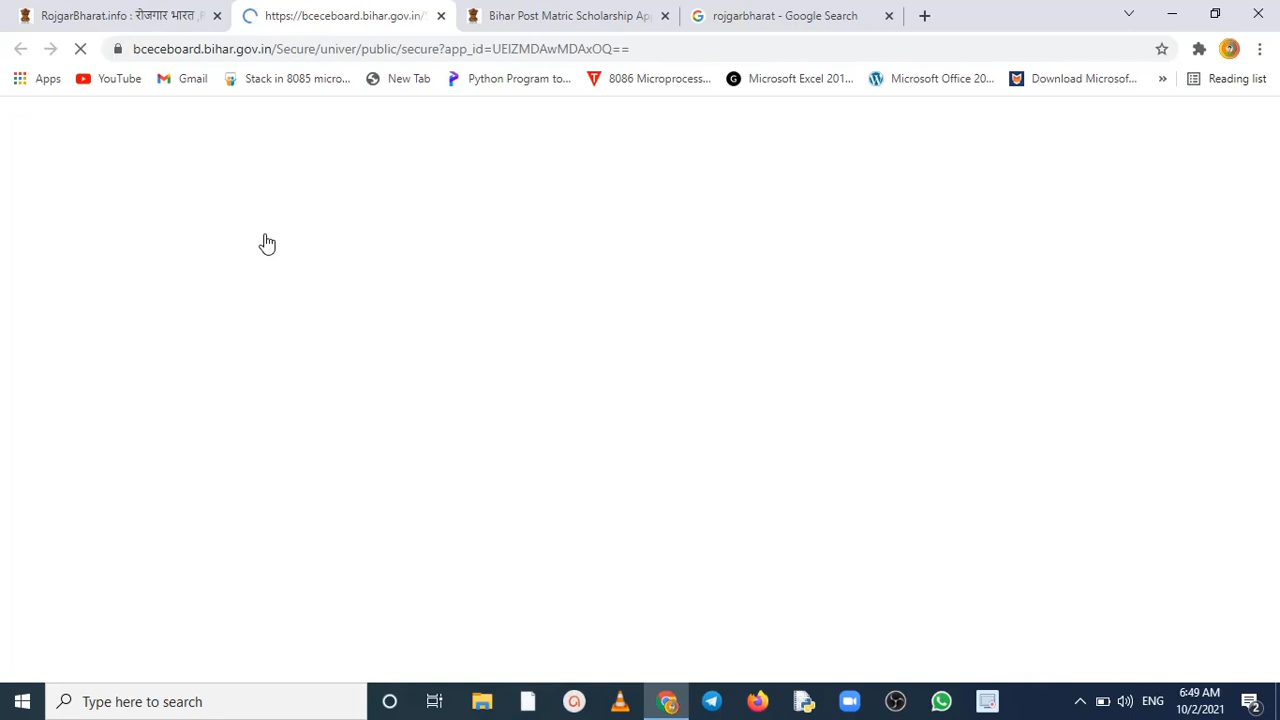 RojgarBharat.info : रोजगार भारत
https://bceceboard.bihar.gov.in/
Bihar Post Matric Scholarship Ap
rojgarbharat - Google Search
bceceboard.bihar.gov.in/Secure/univer/public/secure?app_id=UElZMDAwMDAxOQ==
Apps
YouTube
Gmail
Stack in 8085 micro...
New Tab
Python Program to...
8086 Microprocess...
Microsoft Excel 201...
Microsoft Office 20...
Download Microsof...
»
Reading list
Type here to search
ENG
6:49 AM
10/2/2021
2